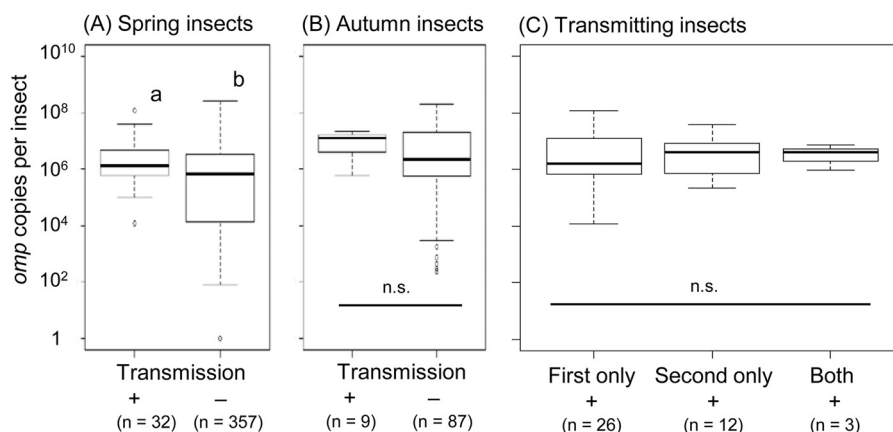 (A) Spring insects
(B) Autumn insects
(C) Transmitting insects
omp copies per insect
10^10
10^8
10^6
10^4
10^2
1
a
b
n.s.
n.s.
Transmission
+ –
(n = 32) (n = 357)
Transmission
+ –
(n = 9) (n = 87)
First only Second only Both
+ + +
(n = 26) (n = 12) (n = 3)